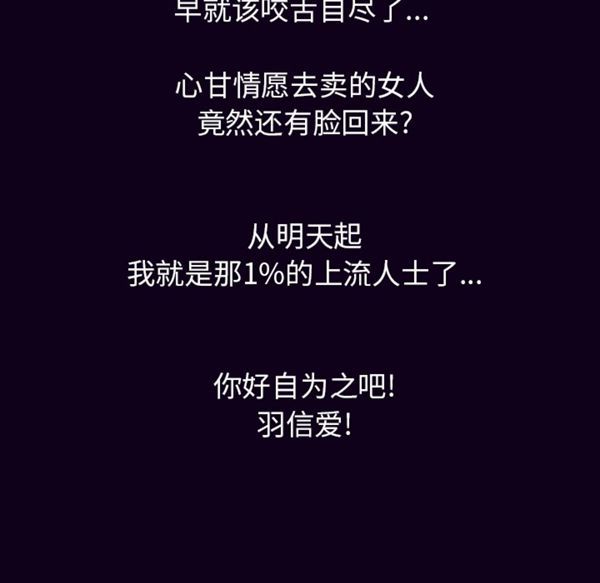 早就该咬舌自尽了...
心甘情愿去卖的女人
竟然还有脸回来?
从明天起
我就是那1%的上流人士了...
你好自为之吧!
羽信爱!